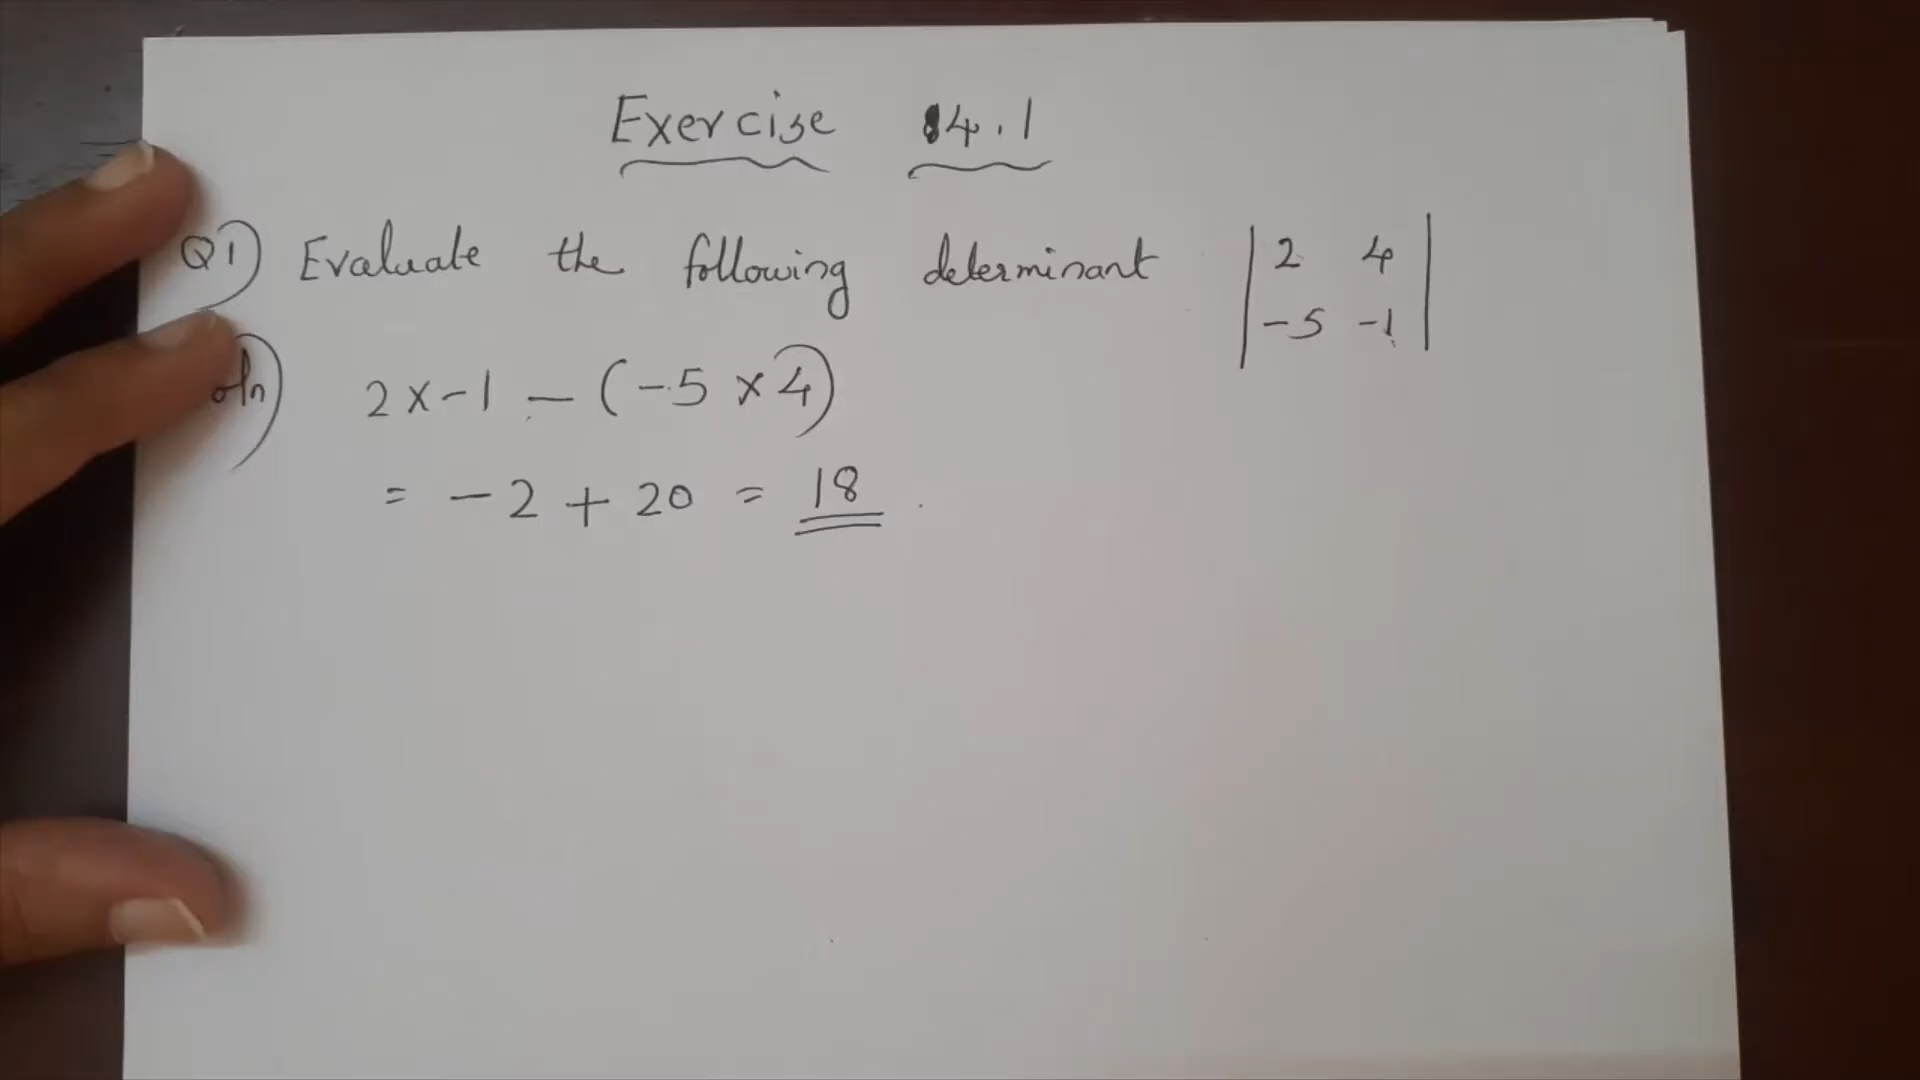 Exercise 4.1
Q1) Evaluate the following determinant | 2 4 |
| -5 -1 |
oln) 2 x -1 - (-5 x 4)
= -2 + 20 = 18